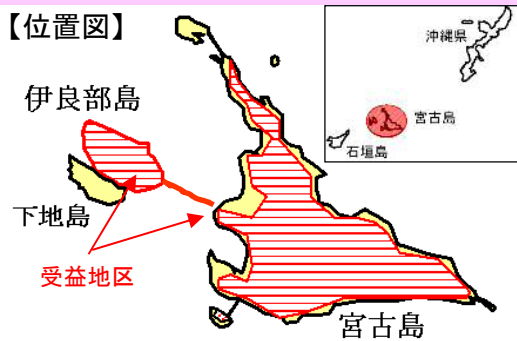 【位置図】
沖縄県
伊良部島
宮古島
石垣島
下地島
受益地区
宮古島